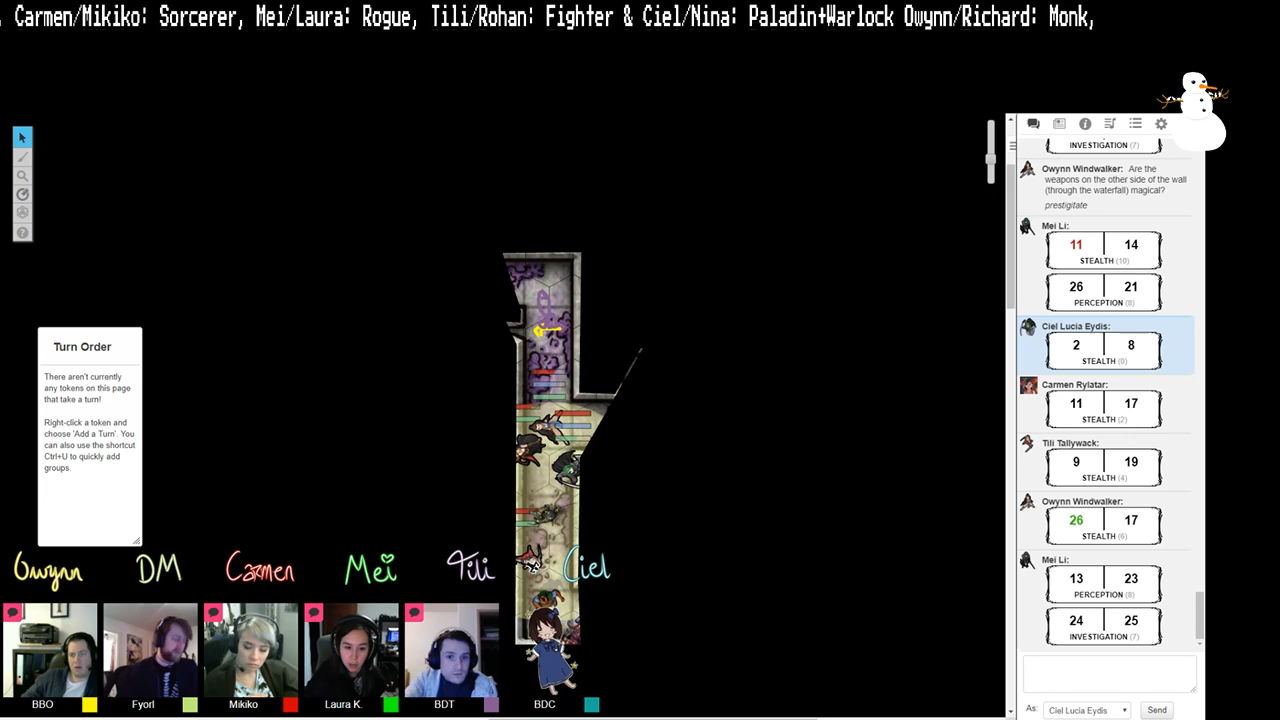 . Carmen/Mikiko: Sorcerer, Mei/Laura: Rogue, Tili/Rohan: Fighter & Ciel/Nina: Paladin+Warlock Owynn/Richard: Monk,
INVESTIGATION (7)
Owynn Windwalker: Are the
weapons on the other side of the wall
(through the waterfall) magical?
prestigitate
Mei Li:
11 14
STEALTH (10)
26 21
PERCEPTION (8)
Ciel Lucia Eydis:
2 8
STEALTH (0)
Carmen Rylatar:
11 17
STEALTH (2)
Tili Tallywack:
9 19
STEALTH (4)
Owynn Windwalker:
26 17
STEALTH (6)
Mei Li:
13 23
PERCEPTION (8)
24 25
INVESTIGATION (7)
As: Ciel Lucia Eydis Send
Turn Order
There aren't currently
any tokens on this page
that take a turn!
Right-click a token and
choose 'Add a Turn'. You
can also use the shortcut
Ctrl+U to quickly add
groups.
Owynn DM Carmen Mei Tili Ciel
BBO Fyorl Mikiko Laura K. BDT BDC